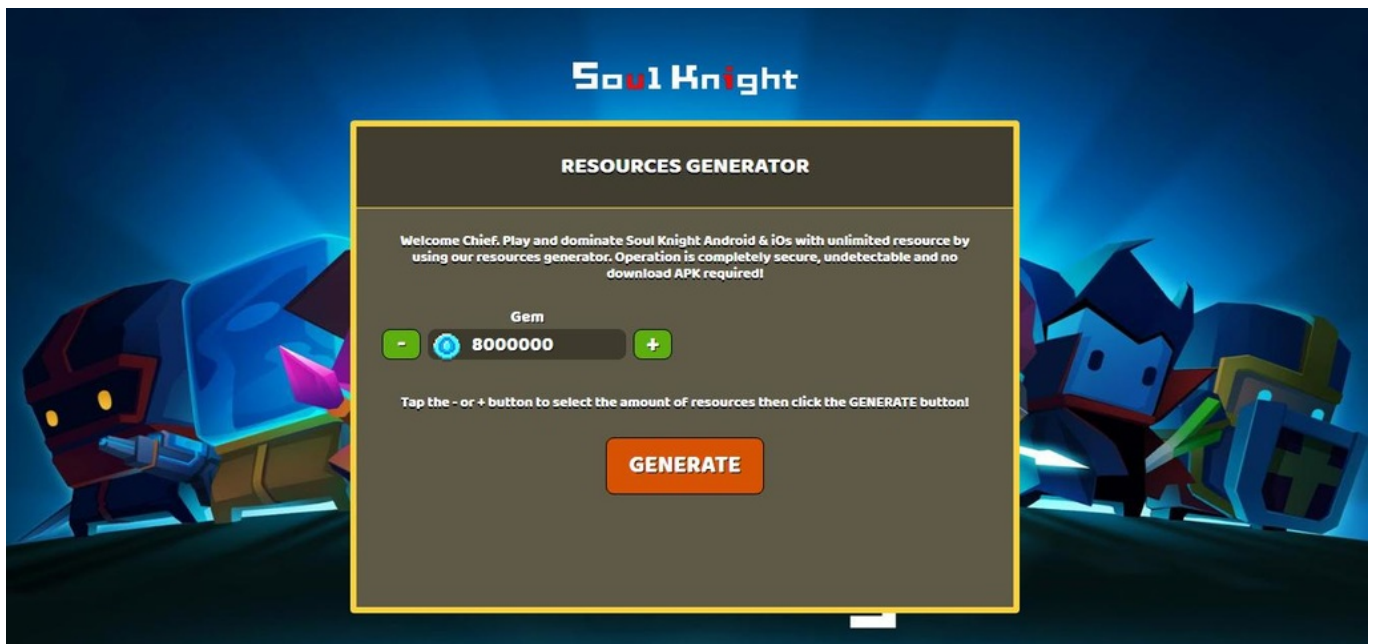 Soul Knight
RESOURCES GENERATOR
Welcome Chief. Play and dominate Soul Knight Android & iOs with unlimited resource by
using our resources generator. Operation is completely secure, undetectable and no
download APK required!
Gem
- 8000000 +
Tap the - or + button to select the amount of resources then click the GENERATE button!
GENERATE